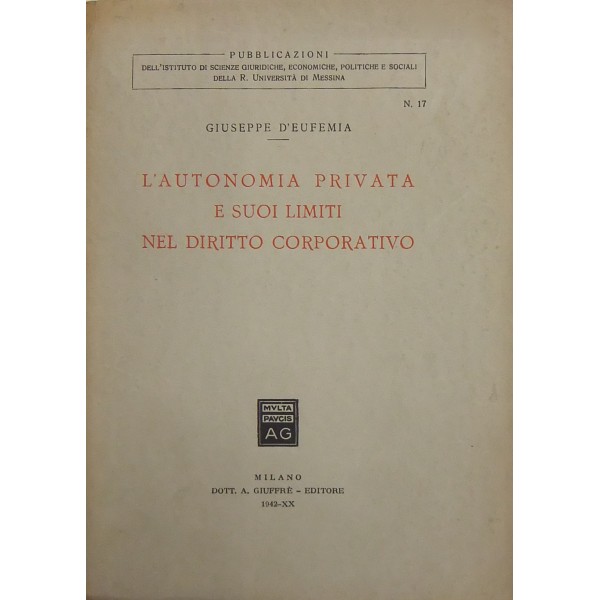 PUBBLICAZIONI
DELL'ISTITUTO DI SCIENZE GIURIDICHE, ECONOMICHE, POLITICHE E SOCIALI
DELLA R. UNIVERSITÀ DI MESSINA
N. 17
GIUSEPPE D'EUFEMIA
L'AUTONOMIA PRIVATA
E SUOI LIMITI
NEL DIRITTO CORPORATIVO
MVLTA
PAVCIS
AG
MILANO
DOTT. A. GIUFFRÈ - EDITORE
1942-XX